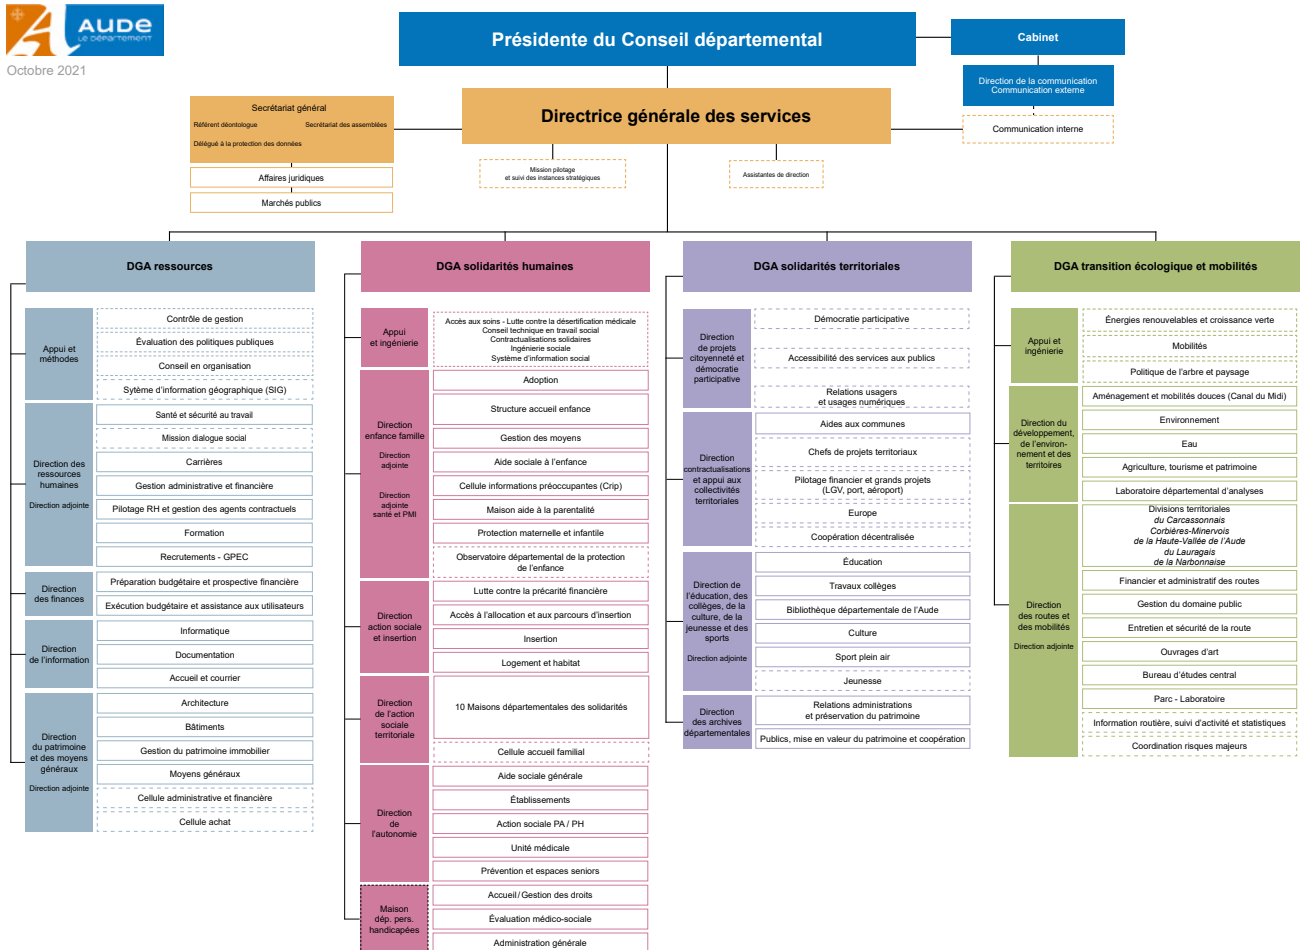 AUDE
LE DÉPARTEMENT
Octobre 2021
Présidente du Conseil départemental
Cabinet
Direction de la communication
Communication externe
Communication interne
Secrétariat général
Référent déontologue
Secrétariat des assemblées
Délégué à la protection des données
Affaires juridiques
Marchés publics
Directrice générale des services
Mission pilotage
et suivi des instances stratégiques
Assistantes de direction
DGA ressources
Appui et
méthodes
Contrôle de gestion
Évaluation des politiques publiques
Conseil en organisation
Sytème d'information géographique (SIG)
Direction des
ressources
humaines
Direction adjointe
Santé et sécurité au travail
Mission dialogue social
Carrières
Gestion administrative et financière
Pilotage RH et gestion des agents contractuels
Formation
Recrutements - GPEC
Direction
des finances
Préparation budgétaire et prospective financière
Exécution budgétaire et assistance aux utilisateurs
Direction
de l'information
Informatique
Documentation
Accueil et courrier
Direction
du patrimoine
et des moyens
généraux
Direction adjointe
Architecture
Bâtiments
Gestion du patrimoine immobilier
Moyens généraux
Cellule administrative et financière
Cellule achat
DGA solidarités humaines
Appui
et ingénierie
Accès aux soins - Lutte contre la désertification médicale
Conseil technique en travail social
Contractualisations solidaires
Ingénierie sociale
Système d'information social
Direction
enfance famille
Direction
adjointe
Direction
adjointe
santé et PMI
Adoption
Structure accueil enfance
Gestion des moyens
Aide sociale à l'enfance
Cellule informations préoccupantes (Crip)
Maison aide à la parentalité
Protection maternelle et infantile
Observatoire départemental de la protection
de l'enfance
Direction
action sociale
et insertion
Lutte contre la précarité financière
Accès à l'allocation et aux parcours d'insertion
Insertion
Logement et habitat
Direction
de l'action
sociale
territoriale
10 Maisons départementales des solidarités
Cellule accueil familial
Direction
de
l'autonomie
Aide sociale générale
Établissements
Action sociale PA / PH
Unité médicale
Prévention et espaces seniors
Maison
dép. pers.
handicapées
Accueil/Gestion des droits
Évaluation médico-sociale
Administration générale
DGA solidarités territoriales
Direction
de projets
citoyenneté et
démocratie
participative
Démocratie participative
Accessibilité des services aux publics
Relations usagers
et usages numériques
Direction
contractualisations
et appui aux
collectivités
territoriales
Aides aux communes
Chefs de projets territoriaux
Pilotage financier et grands projets
(LGV, port, aéroport)
Europe
Coopération décentralisée
Direction de
l'éducation, des
collèges, de la
culture, de la
jeunesse et des
sports
Direction adjointe
Éducation
Travaux collèges
Bibliothèque départementale de l'Aude
Culture
Sport plein air
Jeunesse
Direction
des archives
départementales
Relations administrations
et préservation du patrimoine
Publics, mise en valeur du patrimoine et coopération
DGA transition écologique et mobilités
Appui et
ingénierie
Énergies renouvelables et croissance verte
Mobilités
Politique de l'arbre et paysage
Direction du
développement,
de l'environ-
nement et des
territoires
Aménagement et mobilités douces (Canal du Midi)
Environnement
Eau
Agriculture, tourisme et patrimoine
Laboratoire départemental d'analyses
Direction
des routes et
des mobilités
Direction adjointe
Divisions territoriales
du Carcassonnais
Corbières-Minervois
de la Haute-Vallée de l'Aude
du Lauragais
de la Narbonnaise
Financier et administratif des routes
Gestion du domaine public
Entretien et sécurité de la route
Ouvrages d'art
Bureau d'études central
Parc - Laboratoire
Information routière, suivi d'activité et statistiques
Coordination risques majeurs